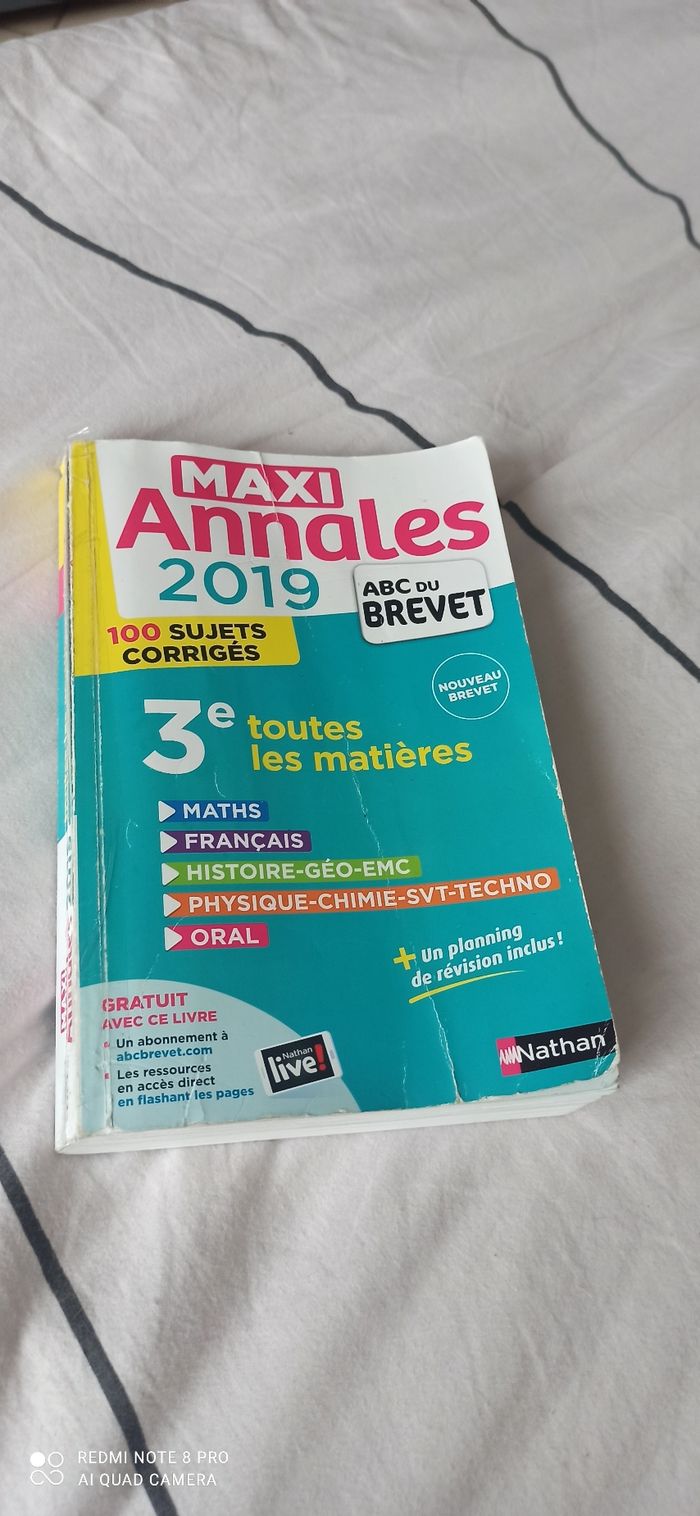 MAXI
Annales
2019
ABC DU
BREVET
100 SUJETS
CORRIGÉS
NOUVEAU
BREVET
3e toutes
les matières
MATHS
FRANÇAIS
HISTOIRE-GÉO-EMC
PHYSIQUE-CHIMIE-SVT-TECHNO
ORAL
+ Un planning
de révision inclus !
GRATUIT
AVEC CE LIVRE
Un abonnement à
abcbrevet.com
Les ressources
en accès direct
en flashant les pages
Nathan
live!
Nathan
MAXI
REDMI NOTE 8 PRO
AI QUAD CAMERA